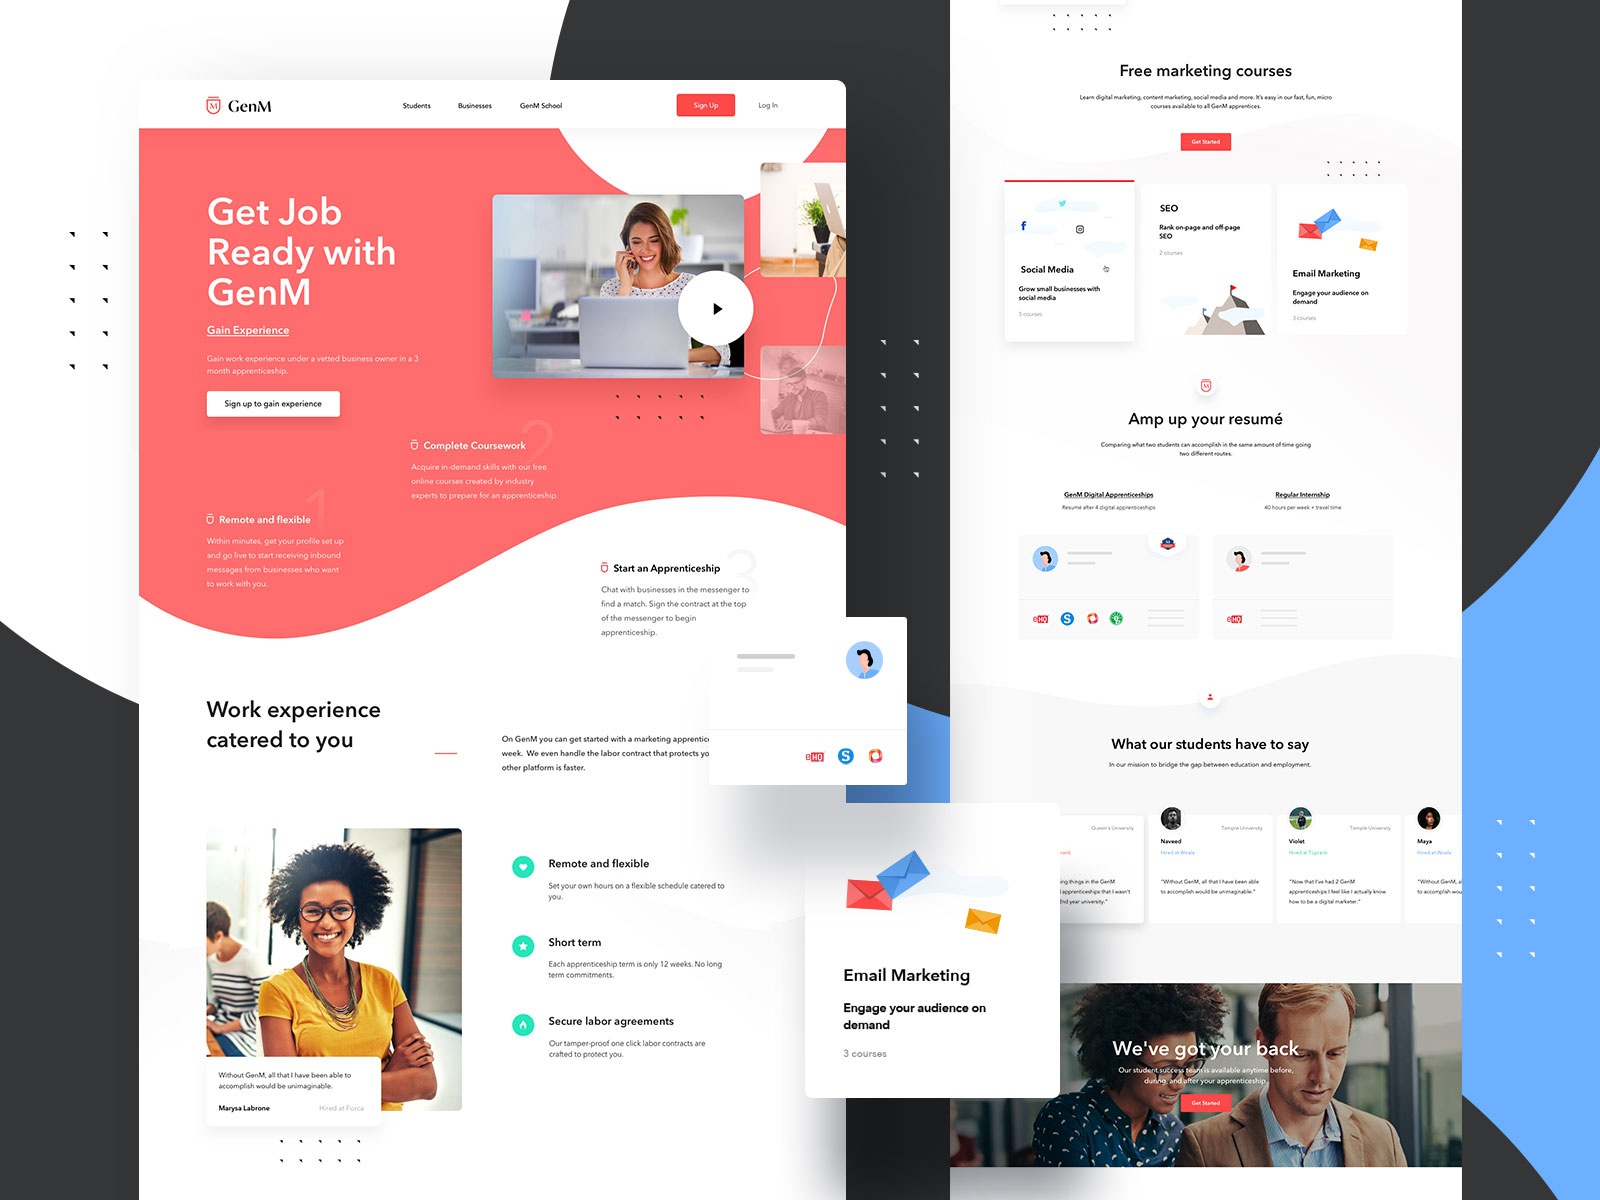 GenM
Students
Businesses
GenM School
Sign Up
Log In
Get Job
Ready with
GenM
Gain Experience
Gain work experience under a vetted business owner in a 3
month apprenticeship.
Sign up to gain experience
1
Remote and flexible
Within minutes, get your profile set up
and go live to start receiving inbound
messages from businesses who want
to work with you.
2
Complete Coursework
Acquire in-demand skills with our free
online courses created by industry
experts to prepare for an apprenticeship.
3
Start an Apprenticeship
Chat with businesses in the messenger to
find a match. Sign the contract at the top
of the messenger to begin
apprenticeship.
Work experience
catered to you
On GenM you can get started with a marketing apprentic
week. We even handle the labor contract that protects yo
other platform is faster.
eHQ
S
Remote and flexible
Set your own hours on a flexible schedule catered to
you.
Short term
Each apprenticeship term is only 12 weeks. No long
term commitments.
Secure labor agreements
Our tamper-proof one click labor contracts are
crafted to protect you.
Without GenM, all that I have been able to
accomplish would be unimaginable.
Marysa Labrone
Hired at Force
Email Marketing
Engage your audience on
demand
3 courses
Free marketing courses
Learn digital marketing, content marketing, social media and more. It's easy in our fast, fun, micro
courses available to all GenM apprentices.
Get Started
Social Media
Grow small businesses with
social media
5 courses
SEO
Rank on-page and off-page
SEO
2 courses
Email Marketing
Engage your audience on
demand
3 courses
M
Amp up your resumé
Comparing what two students can accomplish in the same amount of time going
two different routes.
GenM Digital Apprenticeships
Resumé after 4 digital apprenticeships
Regular Internship
40 hours per week + travel time
eHQ
S
eHQ
What our students have to say
In our mission to bridge the gap between education and employment.
Queen's University
rank
ing things in the GenM
apprenticeships that I wasn't
2nd year university."
Temple University
Naveed
Hired at Woala
"Without GenM, all that I have been able
to accomplish would be unimaginable."
Temple University
Violet
Hired at Toprank
"Now that I've had 2 GenM
apprenticeships I feel like I actually know
how to be a digital marketer."
Maya
Hired at Woala
"Without GenM, a
to accomplish wou
We've got your back
Our student success team is available anytime before,
during, and after your apprenticeship.
Get Started